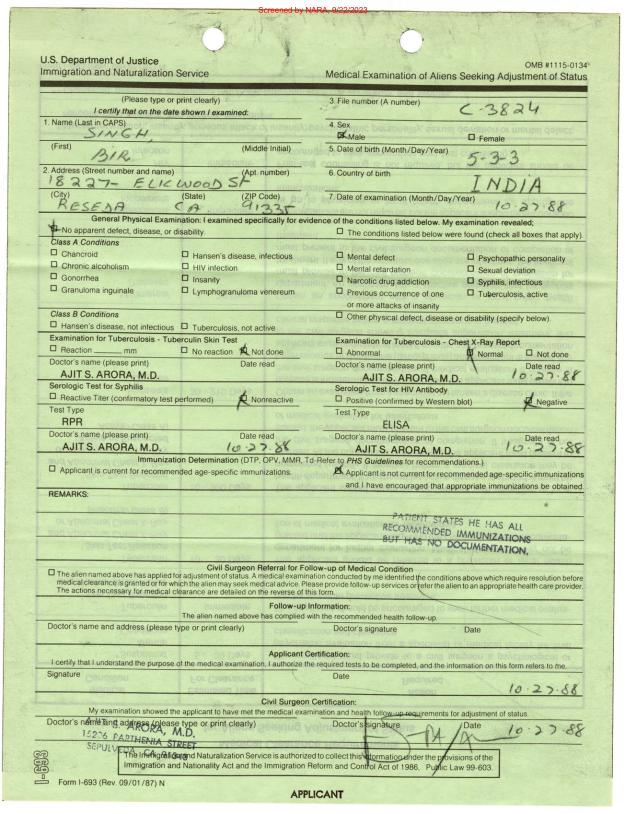 Screened by NARA, 9/22/2023
U.S. Department of Justice
Immigration and Naturalization Service
OMB #1115-0134
Medical Examination of Aliens Seeking Adjustment of Status
(Please type or print clearly)
I certify that on the date shown I examined:
3. File number (A number)
C-3824
1. Name (Last in CAPS)
SINGH,
4. Sex
Male
Female
(First) (Middle Initial)
BIR
5. Date of birth (Month/Day/Year)
5-3-3
2. Address (Street number and name) (Apt. number)
18227- ELICWOOD ST
6. Country of birth
INDIA
(City) (State) (ZIP Code)
RESEDA CA 91335
7. Date of examination (Month/Day/Year)
10-27-88
General Physical Examination: I examined specifically for evidence of the conditions listed below. My examination revealed;
No apparent defect, disease, or disability.
The conditions listed below were found (check all boxes that apply).
Class A Conditions
Chancroid
Hansen's disease, infectious
Mental defect
Psychopathic personality
Chronic alcoholism
HIV infection
Mental retardation
Sexual deviation
Gonorrhea
Insanity
Narcotic drug addiction
Syphilis, infectious
Granuloma inguinale
Lymphogranuloma venereum
Previous occurrence of one
or more attacks of insanity
Tuberculosis, active
Class B Conditions
Other physical defect, disease or disability (specify below).
Hansen's disease, not infectious
Tuberculosis, not active
Examination for Tuberculosis - Tuberculin Skin Test
Reaction ______ mm
No reaction
Not done
Doctor's name (please print) Date read
AJIT S. ARORA, M.D.
Examination for Tuberculosis - Chest X-Ray Report
Abnormal
Normal
Not done
Doctor's name (please print) Date read
AJIT S. ARORA, M.D. 10-27-88
Serologic Test for Syphilis
Reactive Titer (confirmatory test performed)
Nonreactive
Test Type
RPR
Doctor's name (please print) Date read
AJIT S. ARORA, M.D. 10-27-88
Serologic Test for HIV Antibody
Positive (confirmed by Western blot)
Negative
Test Type
ELISA
Doctor's name (please print) Date read
AJIT S. ARORA, M.D. 10-27-88
Immunization Determination (DTP, OPV, MMR, Td-Refer to PHS Guidelines for recommendations.)
Applicant is current for recommended age-specific immunizations.
Applicant is not current for recommended age-specific immunizations
and I have encouraged that appropriate immunizations be obtained.
REMARKS:
PATIENT STATES HE HAS ALL
RECOMMENDED IMMUNIZATIONS
BUT HAS NO DOCUMENTATION.
Civil Surgeon Referral for Follow-up of Medical Condition
The alien named above has applied for adjustment of status. A medical examination conducted by me identified the conditions above which require resolution before
medical clearance is granted or for which the alien may seek medical advice. Please provide follow-up services or refer the alien to an appropriate health care provider.
The actions necessary for medical clearance are detailed on the reverse of this form.
Follow-up Information:
The alien named above has complied with the recommended health follow-up.
Doctor's name and address (please type or print clearly) Doctor's signature Date
Applicant Certification:
I certify that I understand the purpose of the medical examination, I authorize the required tests to be completed, and the information on this form refers to me.
Signature Date
10-27-88
Civil Surgeon Certification:
My examination showed the applicant to have met the medical examination and health follow-up requirements for adjustment of status.
Doctor's name and address (please type or print clearly) Doctor's signature Date
AJIT S. ARORA, M.D.
PARTHENIA STREET
SEPULVEDA, CA 91343
10-27-88
The Immigration and Naturalization Service is authorized to collect this information under the provisions of the
Immigration and Nationality Act and the Immigration Reform and Control Act of 1986, Public Law 99-603.
Form I-693 (Rev. 09/01/87) N
APPLICANT